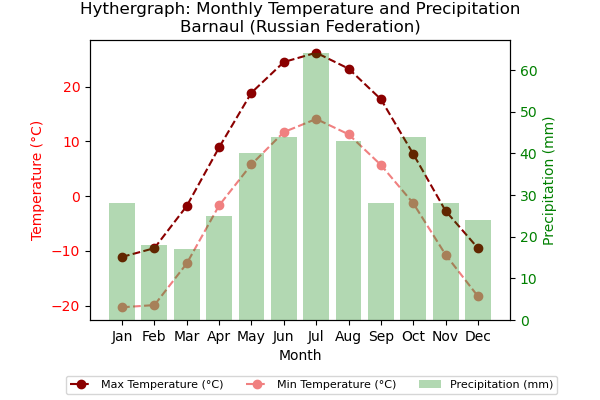 Hythergraph: Monthly Temperature and Precipitation
Barnaul (Russian Federation)
Temperature (°C)
20
10
0
−10
−20
60
50
40
30
20
10
0
Precipitation (mm)
Jan Feb Mar Apr May Jun Jul Aug Sep Oct Nov Dec
Month
Max Temperature (°C) Min Temperature (°C) Precipitation (mm)